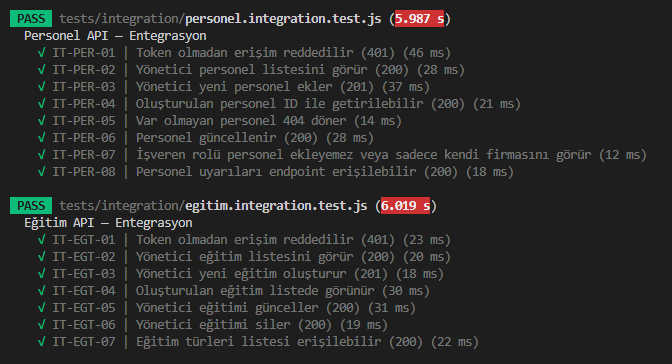 PASS tests/integration/personel.integration.test.js (5.987 s)
Personel API — Entegrasyon
√ IT-PER-01 | Token olmadan erişim reddedilir (401) (46 ms)
√ IT-PER-02 | Yönetici personel listesini görür (200) (28 ms)
√ IT-PER-03 | Yönetici yeni personel ekler (201) (37 ms)
√ IT-PER-04 | Oluşturulan personel ID ile getirilebilir (200) (21 ms)
√ IT-PER-05 | Var olmayan personel 404 döner (14 ms)
√ IT-PER-06 | Personel güncellenir (200) (28 ms)
√ IT-PER-07 | İşveren rolü personel ekleyemez veya sadece kendi firmasını görür (12 ms)
√ IT-PER-08 | Personel uyarıları endpoint erişilebilir (200) (18 ms)
PASS tests/integration/egitim.integration.test.js (6.019 s)
Eğitim API — Entegrasyon
√ IT-EGT-01 | Token olmadan erişim reddedilir (401) (23 ms)
√ IT-EGT-02 | Yönetici eğitim listesini görür (200) (20 ms)
√ IT-EGT-03 | Yönetici yeni eğitim oluşturur (201) (18 ms)
√ IT-EGT-04 | Oluşturulan eğitim listede görünür (30 ms)
√ IT-EGT-05 | Yönetici eğitimi günceller (200) (31 ms)
√ IT-EGT-06 | Yönetici eğitimi siler (200) (19 ms)
√ IT-EGT-07 | Eğitim türleri listesi erişilebilir (200) (22 ms)